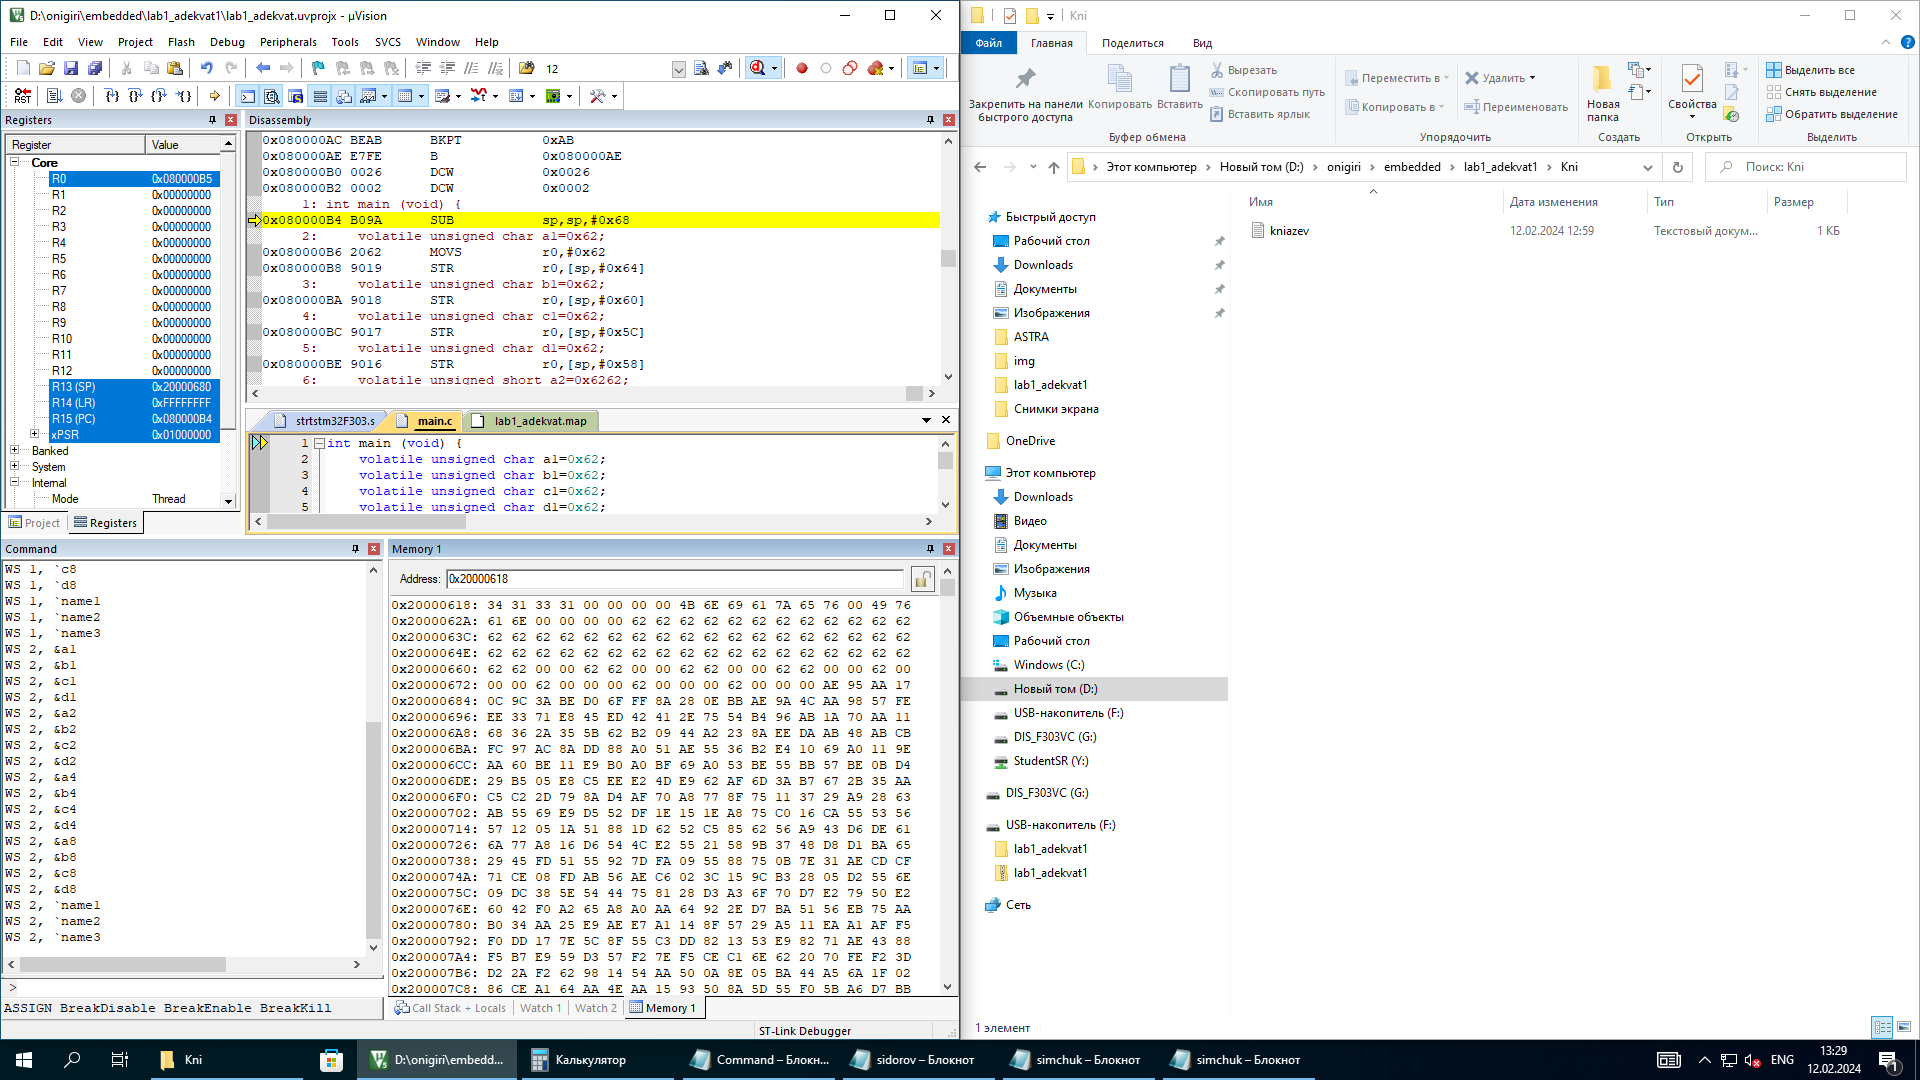 D:\onigiri\embedded\lab1_adekvat1\lab1_adekvat.uvprojx - µVision
File Edit View Project Flash Debug Peripherals Tools SVCS Window Help
12
Registers
Register Value
Core
R0 0x080000B5
R1 0x00000000
R2 0x00000000
R3 0x00000000
R4 0x00000000
R5 0x00000000
R6 0x00000000
R7 0x00000000
R8 0x00000000
R9 0x00000000
R10 0x00000000
R11 0x00000000
R12 0x00000000
R13 (SP) 0x20000680
R14 (LR) 0xFFFFFFFF
R15 (PC) 0x080000B4
xPSR 0x01000000
Banked
System
Internal
Mode Thread
Project Registers
Disassembly
0x080000AC BEAB BKPT 0xAB
0x080000AE E7FE B 0x080000AE
0x080000B0 0026 DCW 0x0026
0x080000B2 0002 DCW 0x0002
1: int main (void) {
0x080000B4 B09A SUB sp,sp,#0x68
2: volatile unsigned char a1=0x62;
0x080000B6 2062 MOVS r0,#0x62
0x080000B8 9019 STR r0,[sp,#0x64]
3: volatile unsigned char b1=0x62;
0x080000BA 9018 STR r0,[sp,#0x60]
4: volatile unsigned char c1=0x62;
0x080000BC 9017 STR r0,[sp,#0x5C]
5: volatile unsigned char d1=0x62;
0x080000BE 9016 STR r0,[sp,#0x58]
6: volatile unsigned short a2=0x6262;
strtstm32F303.s main.c lab1_adekvat.map
1 int main (void) {
2 volatile unsigned char a1=0x62;
3 volatile unsigned char b1=0x62;
4 volatile unsigned char c1=0x62;
5 volatile unsigned char d1=0x62;
Command
WS 1, `c8
WS 1, `d8
WS 1, `name1
WS 1, `name2
WS 1, `name3
WS 2, &a1
WS 2, &b1
WS 2, &c1
WS 2, &d1
WS 2, &a2
WS 2, &b2
WS 2, &c2
WS 2, &d2
WS 2, &a4
WS 2, &b4
WS 2, &c4
WS 2, &d4
WS 2, &a8
WS 2, &b8
WS 2, &c8
WS 2, &d8
WS 2, `name1
WS 2, `name2
WS 2, `name3
>
ASSIGN BreakDisable BreakEnable BreakKill
Memory 1
Address: 0x20000618
0x20000618: 34 31 33 31 00 00 00 00 4B 6E 69 61 7A 65 76 00 49 76
0x2000062A: 61 6E 00 00 00 00 62 62 62 62 62 62 62 62 62 62 62 62
0x2000063C: 62 62 62 62 62 62 62 62 62 62 62 62 62 62 62 62 62 62
0x2000064E: 62 62 62 62 62 62 62 62 62 62 62 62 62 62 62 62 62 62
0x20000660: 62 62 00 00 62 62 00 00 62 62 00 00 62 62 00 00 62 00
0x20000672: 00 00 62 00 00 00 62 00 00 00 62 00 00 00 AE 95 AA 17
0x20000684: 0C 9C 3A BE D0 6F FF 8A 28 0E BB AE 9A 4C AA 98 57 FE
0x20000696: EE 33 71 E8 45 ED 42 41 2E 75 54 B4 96 AB 1A 70 AA 11
0x200006A8: 68 36 2A 35 5B 62 B2 09 44 A2 23 8A EE DA AB 48 AB CB
0x200006BA: FC 97 AC 8A DD 88 A0 51 AE 55 36 B2 E4 10 69 A0 11 9E
0x200006CC: AA 60 BE 11 E9 B0 A0 BF 69 A0 53 BE 55 BB 57 BE 0B D4
0x200006DE: 29 B5 05 E8 C5 EE E2 4D E9 62 AF 6D 3A B7 67 2B 35 AA
0x200006F0: C5 C2 2D 79 8A D4 AF 70 A8 77 8F 75 11 37 29 A9 28 63
0x20000702: AB 55 69 E9 D5 52 DF 1E 15 1E A8 75 C0 16 CA 55 53 56
0x20000714: 57 12 05 1A 51 88 1D 62 52 C5 85 62 56 A9 43 D6 DE 61
0x20000726: 6A 77 A8 16 D6 54 4C E2 55 21 58 9B 37 48 D8 D1 BA 65
0x20000738: 29 45 FD 51 55 92 7D FA 09 55 88 75 0B 7E 31 AE CD CF
0x2000074A: 71 CE 08 FD AB 56 AE C6 02 3C 15 9C B3 28 05 D2 55 6E
0x2000075C: 09 DC 38 5E 54 44 75 81 28 D3 A3 6F 70 D7 E2 79 50 E2
0x2000076E: 60 42 F0 A2 65 A8 A0 AA 64 92 2E D7 BA 51 56 EB 75 AA
0x20000780: B0 34 AA 25 E9 AE E7 A1 14 8F 57 29 A5 11 EA A1 AF F5
0x20000792: F0 DD 17 7E 5C 8F 55 C3 DD 82 13 53 E9 82 71 AE 43 88
0x200007A4: F5 B7 E9 59 D3 57 F2 7E F5 CE C1 6E 62 20 70 FE F2 3D
0x200007B6: D2 2A F2 62 98 14 54 AA 50 0A 8E 05 BA 44 A5 6A 1F 02
0x200007C8: 86 CE A1 64 AA 4E AA 15 93 50 8A 5D 55 F0 5B A6 D7 BB
Call Stack + Locals Watch 1 Watch 2 Memory 1
ST-Link Debugger
Kni
Файл Главная Поделиться Вид
Закрепить на панели быстрого доступа
Копировать
Вставить
Вырезать
Скопировать путь
Вставить ярлык
Буфер обмена
Переместить в
Копировать в
Удалить
Переименовать
Упорядочить
Новая папка
Создать
Свойства
Открыть
Выделить все
Снять выделение
Обратить выделение
Выделить
Этот компьютер Новый том (D:) onigiri embedded lab1_adekvat1 Kni
Поиск: Kni
Имя Дата изменения Тип Размер
kniazev 12.02.2024 12:59 Текстовый докум... 1 КБ
Быстрый доступ
Рабочий стол
Downloads
Документы
Изображения
ASTRA
img
lab1_adekvat1
Снимки экрана
OneDrive
Этот компьютер
Downloads
Видео
Документы
Изображения
Музыка
Объемные объекты
Рабочий стол
Windows (C:)
Новый том (D:)
USB-накопитель (F:)
DIS_F303VC (G:)
StudentSR (Y:)
DIS_F303VC (G:)
USB-накопитель (F:)
lab1_adekvat1
lab1_adekvat1
Сеть
1 элемент
Kni
D:\onigiri\embedd...
Калькулятор
Command – Блокн...
sidorov – Блокнот
simchuk – Блокнот
simchuk – Блокнот
ENG
13:29
12.02.2024
1